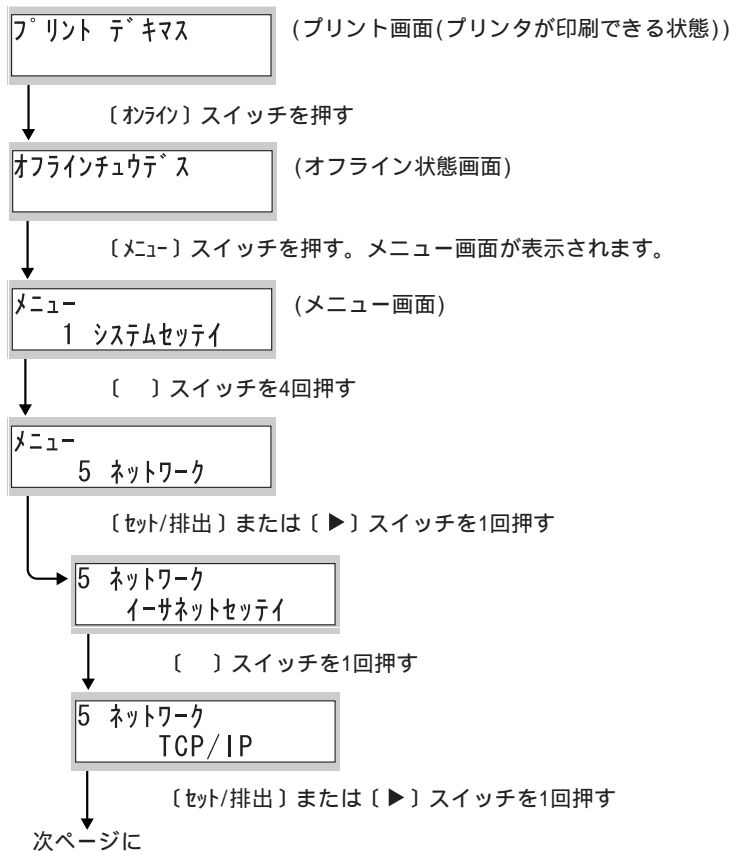 プリント デキマス
(プリント画面(プリンタが印刷できる状態))
〔ｵﾝﾗｲﾝ〕スイッチを押す
オフラインチュウデス
(オフライン状態画面)
〔ﾒﾆｭｰ〕スイッチを押す。メニュー画面が表示されます。
メニュー
1 システムセッテイ
(メニュー画面)
〔　〕スイッチを4回押す
メニュー
5 ネットワーク
〔ｾｯﾄ/排出〕または〔▶〕スイッチを1回押す
5 ネットワーク
イーサネットセッテイ
〔　〕スイッチを1回押す
5 ネットワーク
TCP/IP
〔ｾｯﾄ/排出〕または〔▶〕スイッチを1回押す
次ページに